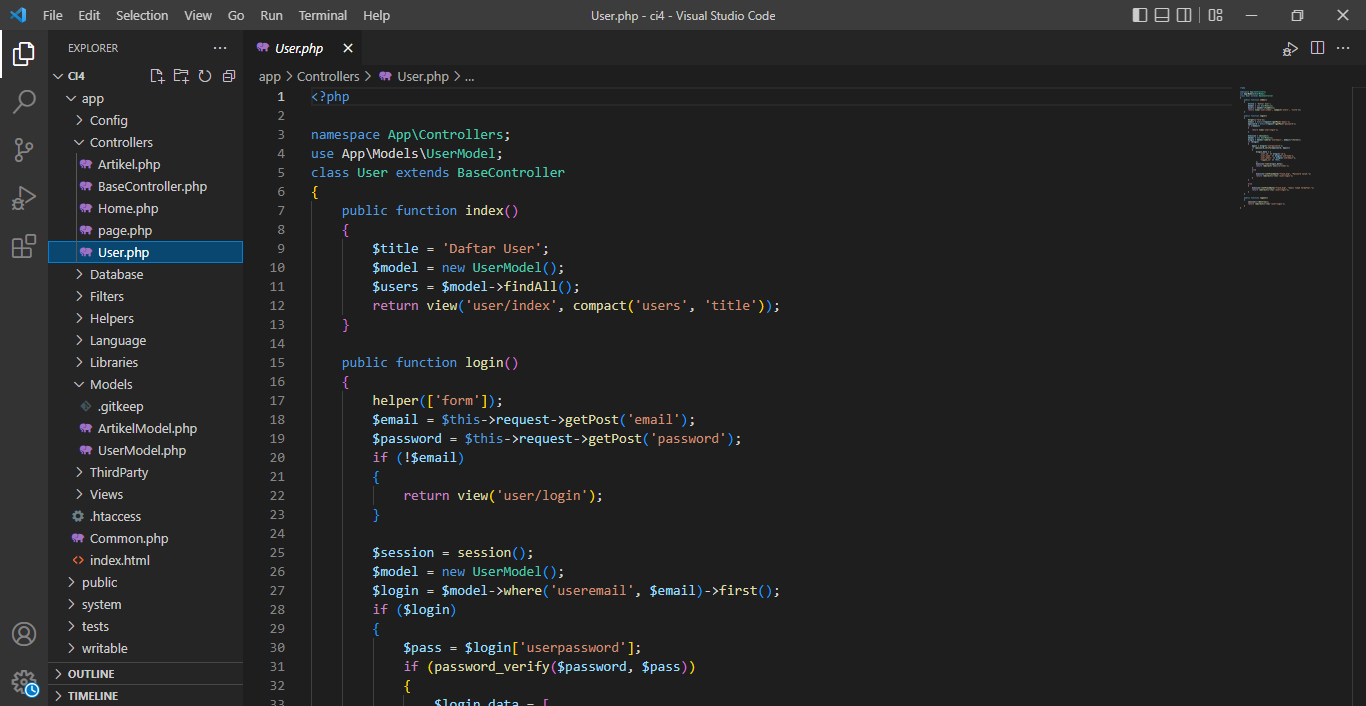 File Edit Selection View Go Run Terminal Help User.php - ci4 - Visual Studio Code
EXPLORER
CI4
app
Config
Controllers
Artikel.php
BaseController.php
Home.php
page.php
User.php
Database
Filters
Helpers
Language
Libraries
Models
.gitkeep
ArtikelModel.php
UserModel.php
ThirdParty
Views
.htaccess
Common.php
index.html
public
system
tests
writable
OUTLINE
TIMELINE
User.php
app > Controllers > User.php > ...
1 <?php
2
3 namespace App\Controllers;
4 use App\Models\UserModel;
5 class User extends BaseController
6 {
7 public function index()
8 {
9 $title = 'Daftar User';
10 $model = new UserModel();
11 $users = $model->findAll();
12 return view('user/index', compact('users', 'title'));
13 }
14
15 public function login()
16 {
17 helper(['form']);
18 $email = $this->request->getPost('email');
19 $password = $this->request->getPost('password');
20 if (!$email)
21 {
22 return view('user/login');
23 }
24
25 $session = session();
26 $model = new UserModel();
27 $login = $model->where('useremail', $email)->first();
28 if ($login)
29 {
30 $pass = $login['userpassword'];
31 if (password_verify($password, $pass))
32 {
33 $login_data = [